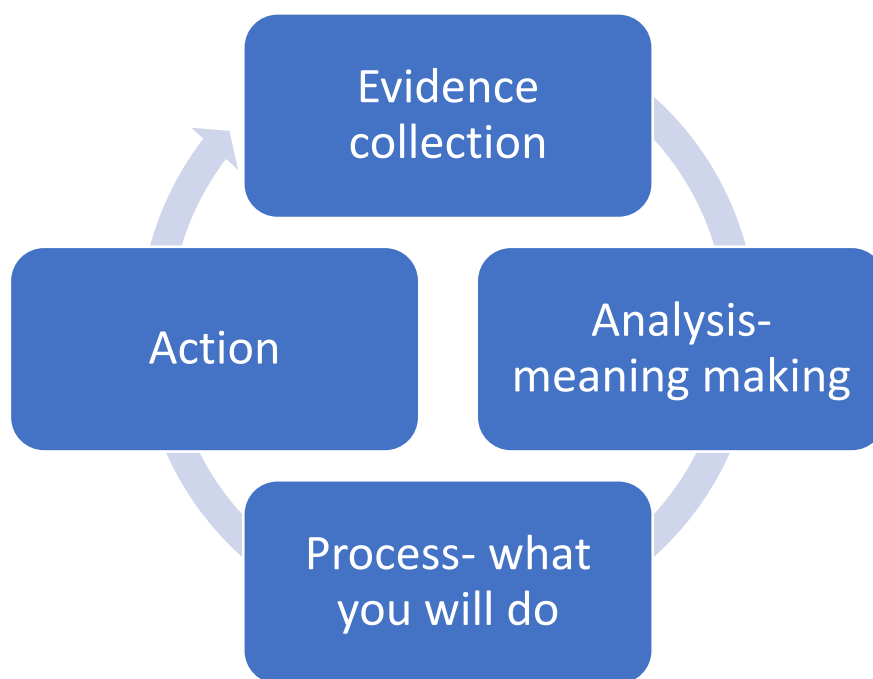 Evidence
collection
Analysis-
meaning making
Process- what
you will do
Action